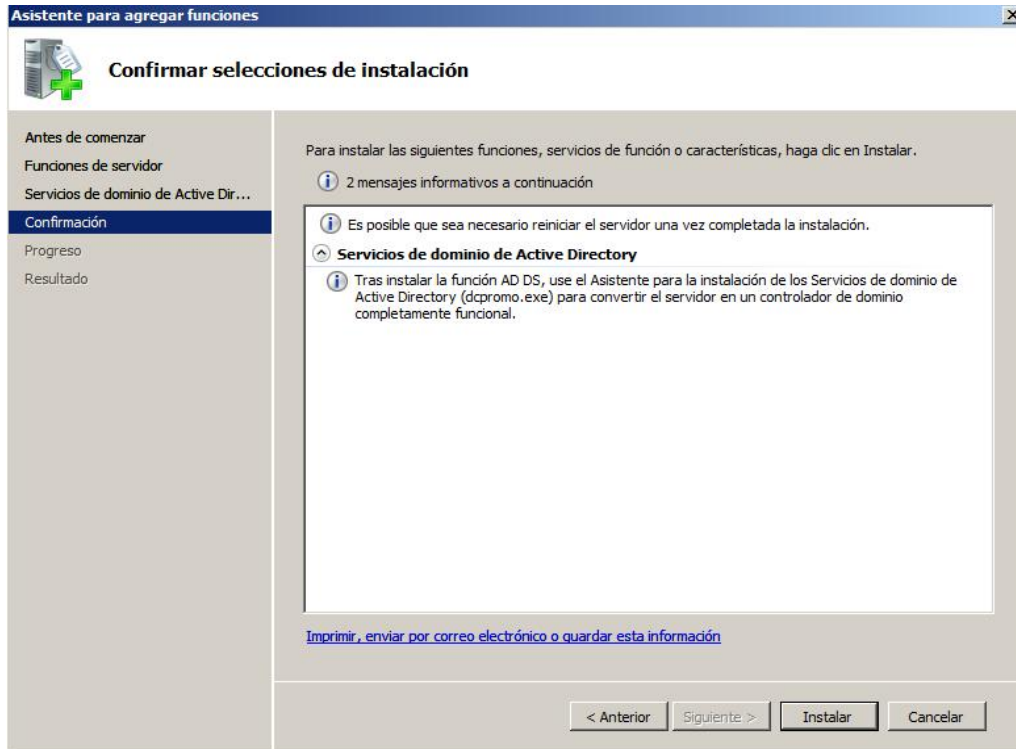 Asistente para agregar funciones
Confirmar selecciones de instalación
Antes de comenzar
Funciones de servidor
Servicios de dominio de Active Dir...
Confirmación
Progreso
Resultado
Para instalar las siguientes funciones, servicios de función o características, haga clic en Instalar.
2 mensajes informativos a continuación
Es posible que sea necesario reiniciar el servidor una vez completada la instalación.
Servicios de dominio de Active Directory
Tras instalar la función AD DS, use el Asistente para la instalación de los Servicios de dominio de
Active Directory (dcpromo.exe) para convertir el servidor en un controlador de dominio
completamente funcional.
Imprimir, enviar por correo electrónico o guardar esta información
< Anterior
Siguiente >
Instalar
Cancelar